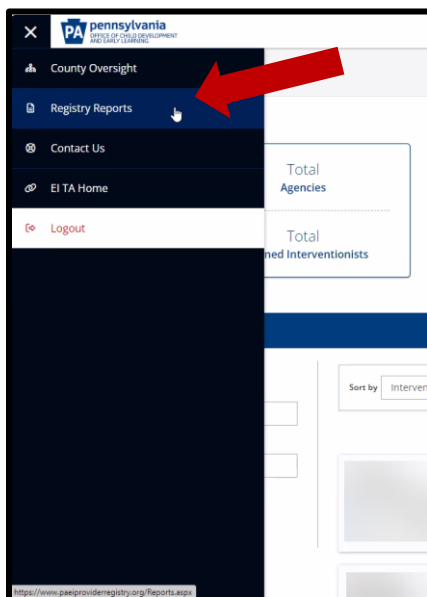 PA pennsylvania
OFFICE OF CHILD DEVELOPMENT
AND EARLY LEARNING
County Oversight
Registry Reports
Contact Us
EI TA Home
Logout
Total
Agencies
Total
ned Interventionists
Sort by Interven
https://www.paeiproviderregistry.org/Reports.aspx